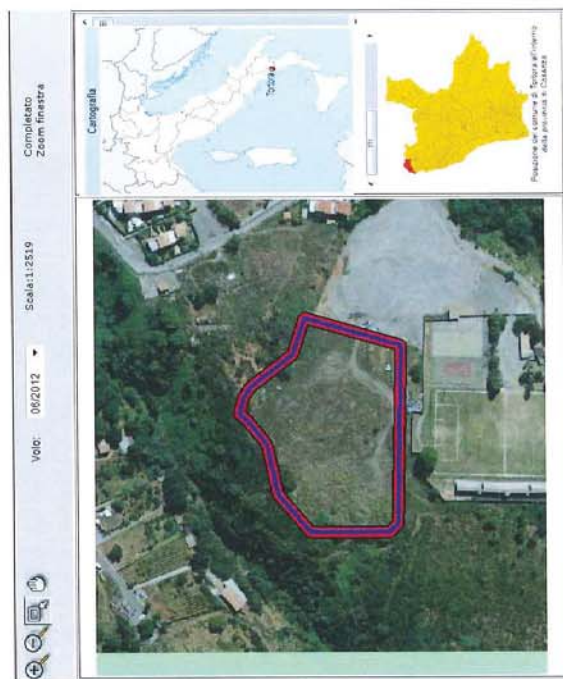 Volo: 06/2012 Scala:1:2519
Completato
Zoom finestra
Cartografia
Tortora
Posizione del comune di Tortora all'interno
della provincia di Cosenza